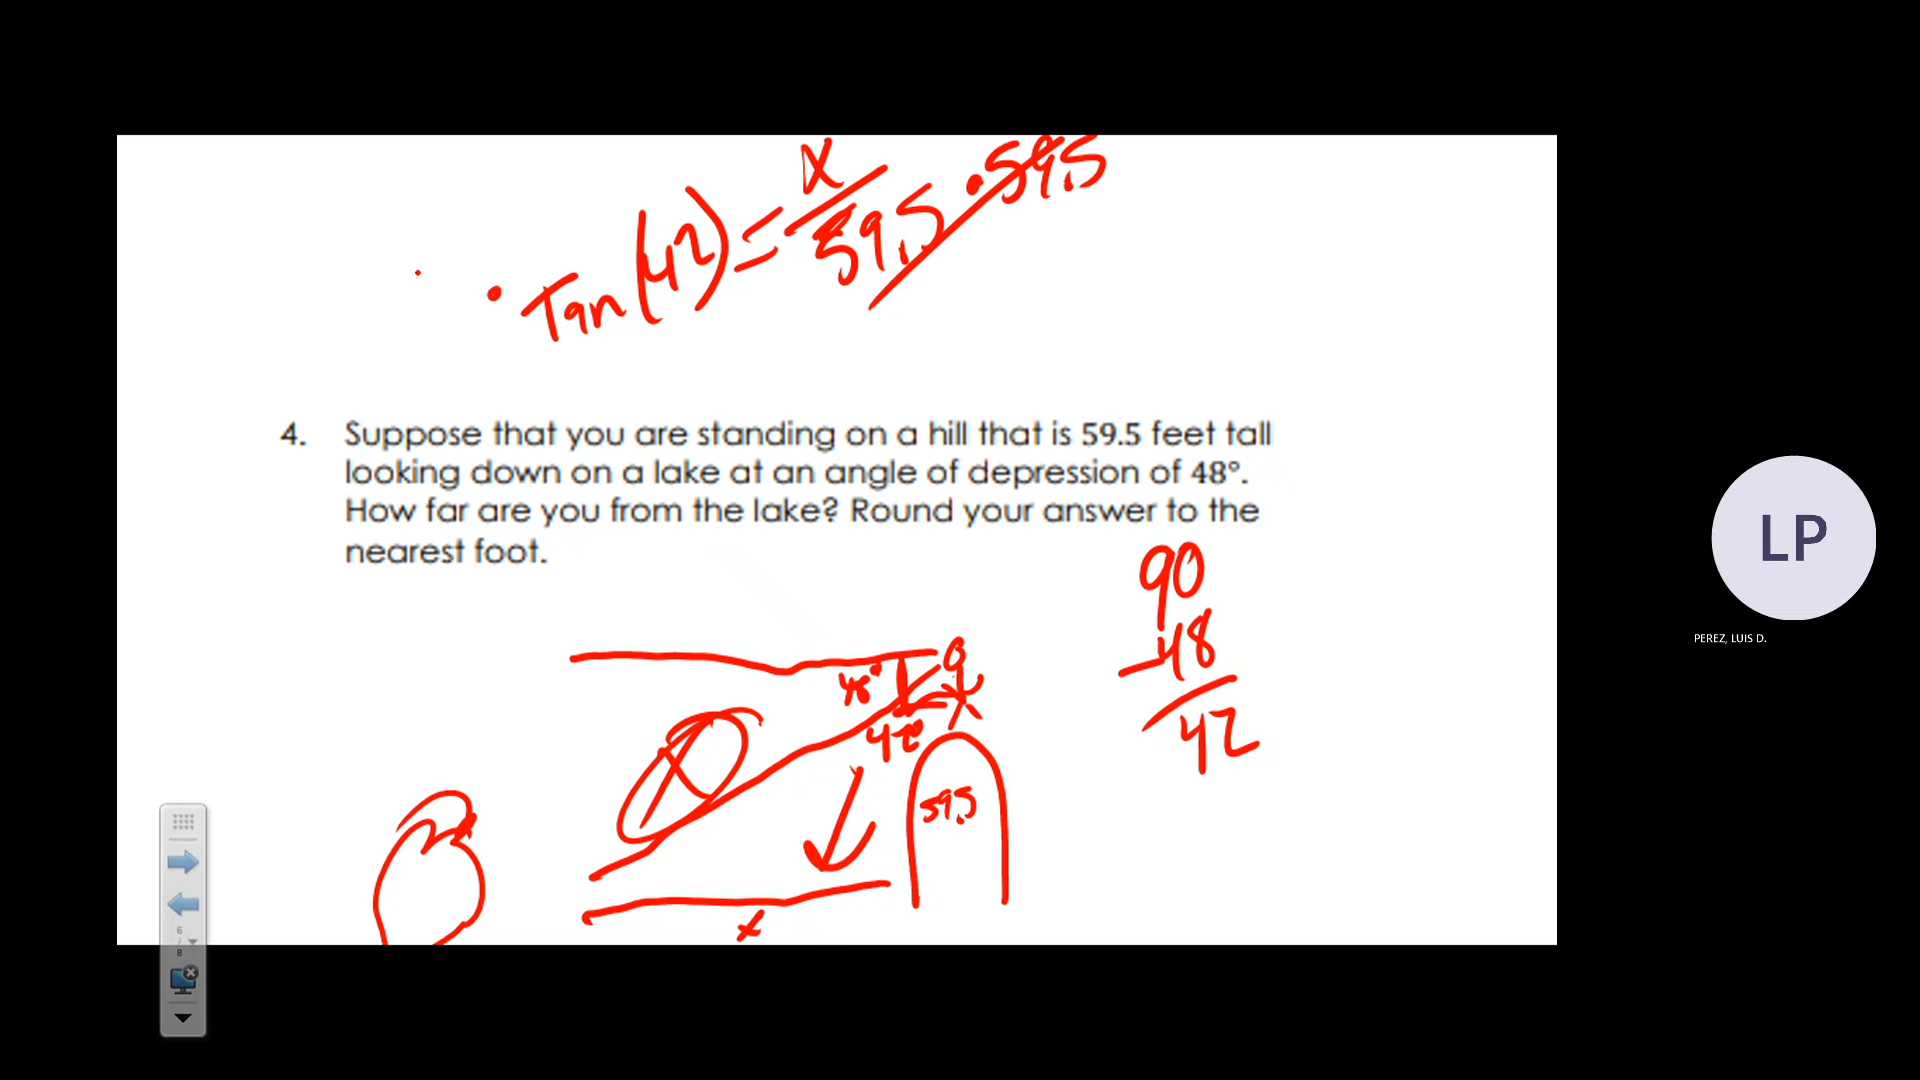 Tan(42)=x/59.5 .59.5
4. Suppose that you are standing on a hill that is 59.5 feet tall
looking down on a lake at an angle of depression of 48°.
How far are you from the lake? Round your answer to the
nearest foot.
90
-48
42
48°
42°
59.5
x
LP
PEREZ, LUIS D.
6
/
8